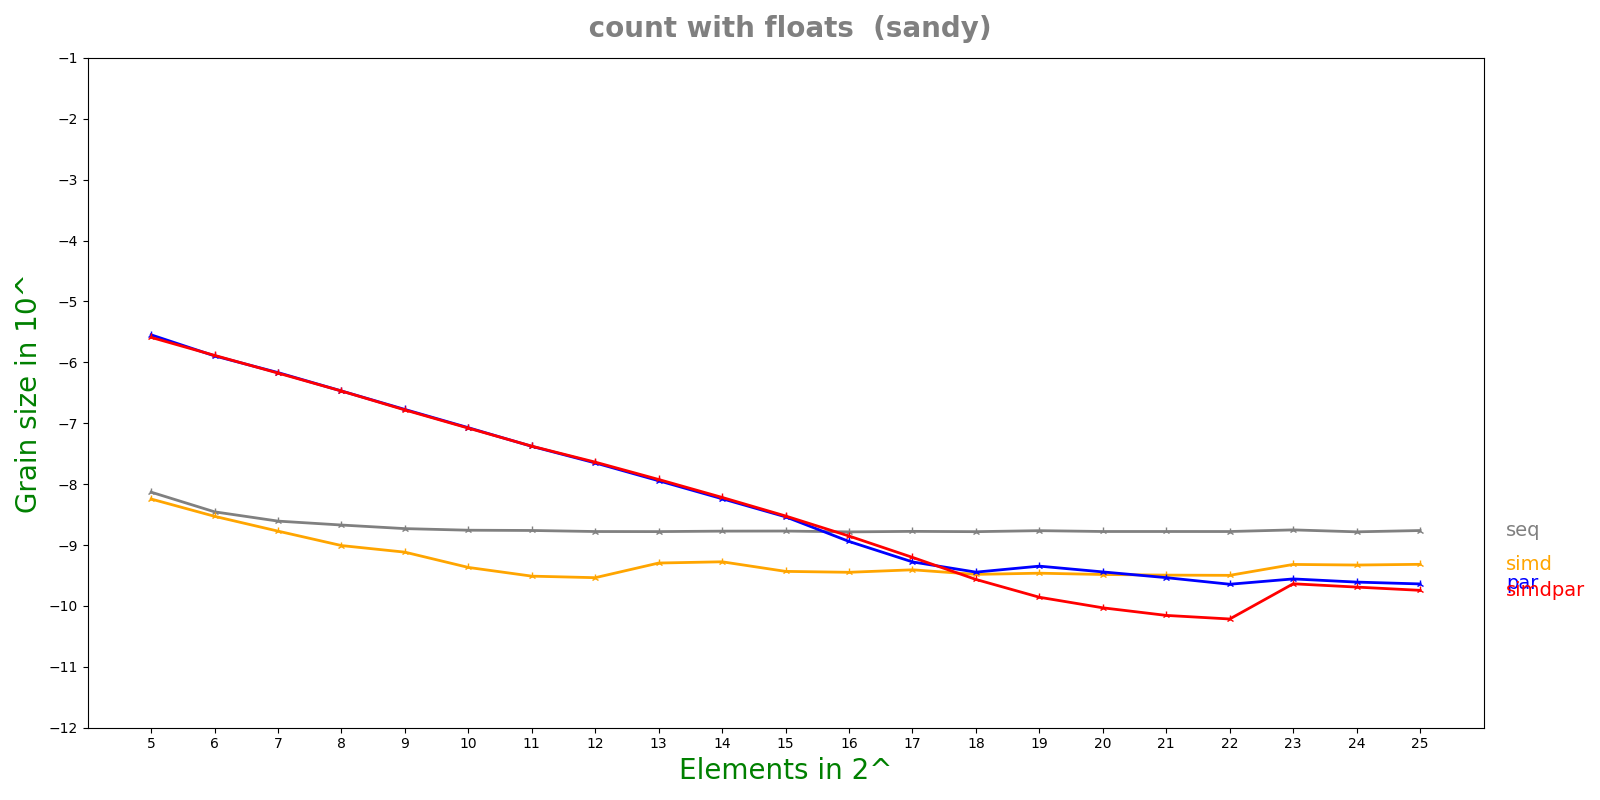 count with floats  (sandy)
Grain size in 10^
−1
−2
−3
−4
−5
−6
−7
−8
−9
−10
−11
−12
seq
simd
par
simdpar
5 6 7 8 9 10 11 12 13 14 15 16 17 18 19 20 21 22 23 24 25
Elements in 2^